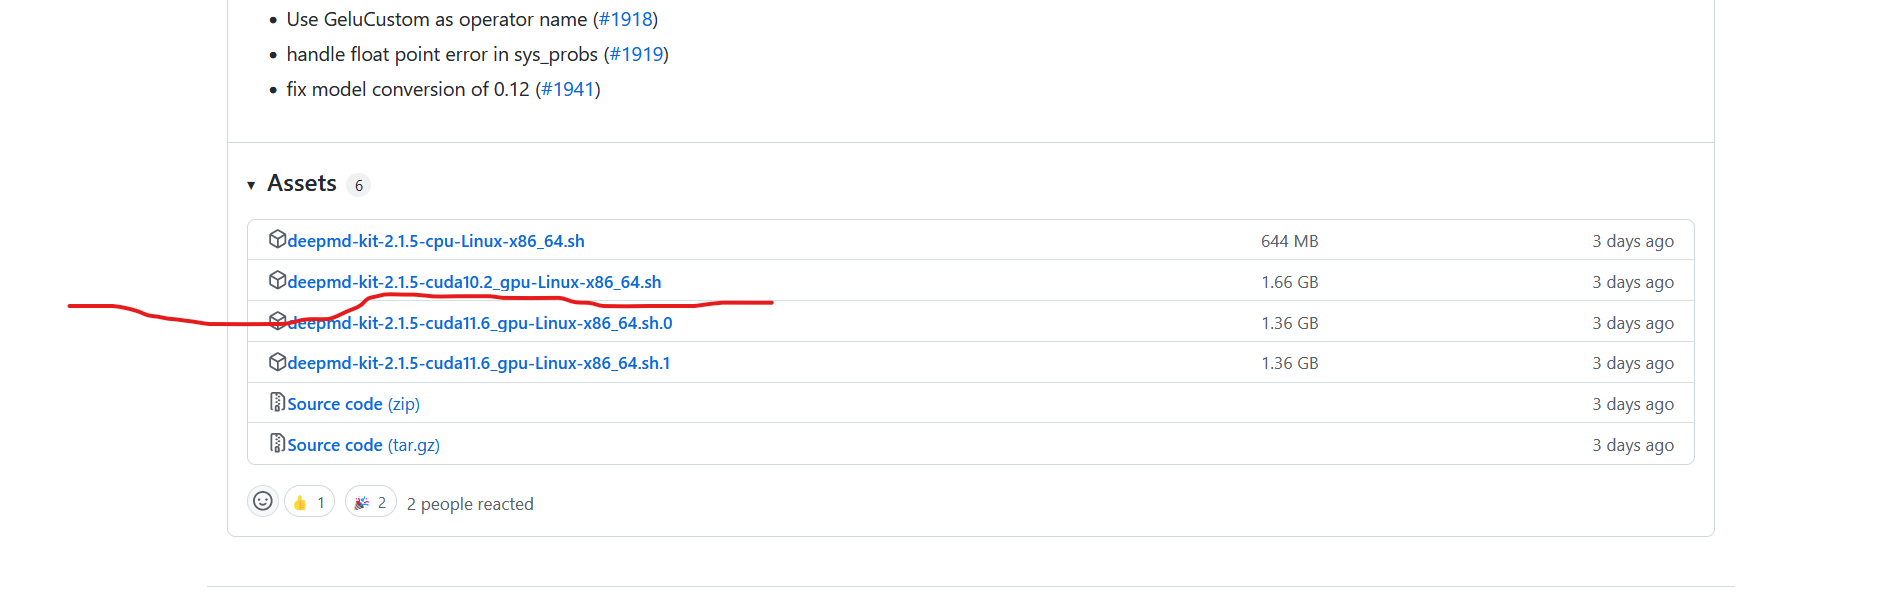 • Use GeluCustom as operator name (#1918)
• handle float point error in sys_probs (#1919)
• fix model conversion of 0.12 (#1941)
▾ Assets 6
deepmd-kit-2.1.5-cpu-Linux-x86_64.sh 644 MB 3 days ago
deepmd-kit-2.1.5-cuda10.2_gpu-Linux-x86_64.sh 1.66 GB 3 days ago
deepmd-kit-2.1.5-cuda11.6_gpu-Linux-x86_64.sh.0 1.36 GB 3 days ago
deepmd-kit-2.1.5-cuda11.6_gpu-Linux-x86_64.sh.1 1.36 GB 3 days ago
Source code (zip) 3 days ago
Source code (tar.gz) 3 days ago
👍 1 🎉 2 2 people reacted